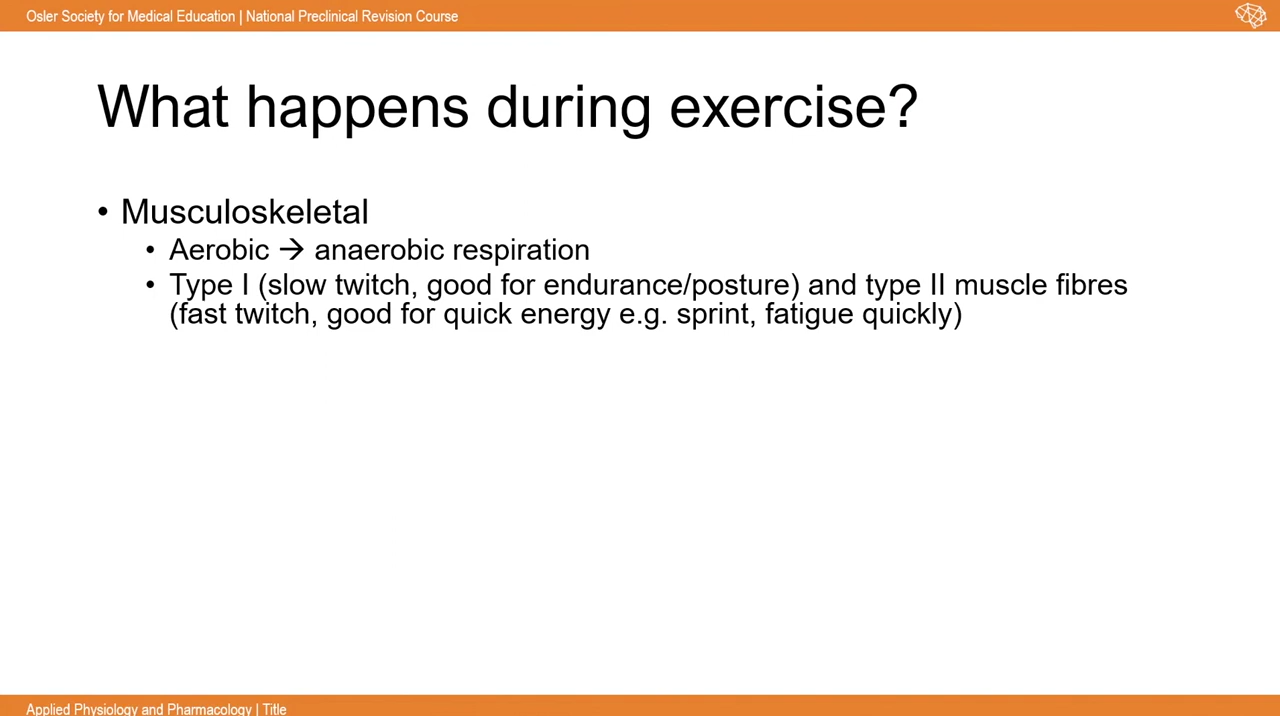 Osler Society for Medical Education | National Preclinical Revision Course
What happens during exercise?
• Musculoskeletal
• Aerobic → anaerobic respiration
• Type I (slow twitch, good for endurance/posture) and type II muscle fibres
(fast twitch, good for quick energy e.g. sprint, fatigue quickly)
Applied Physiology and Pharmacology | Title